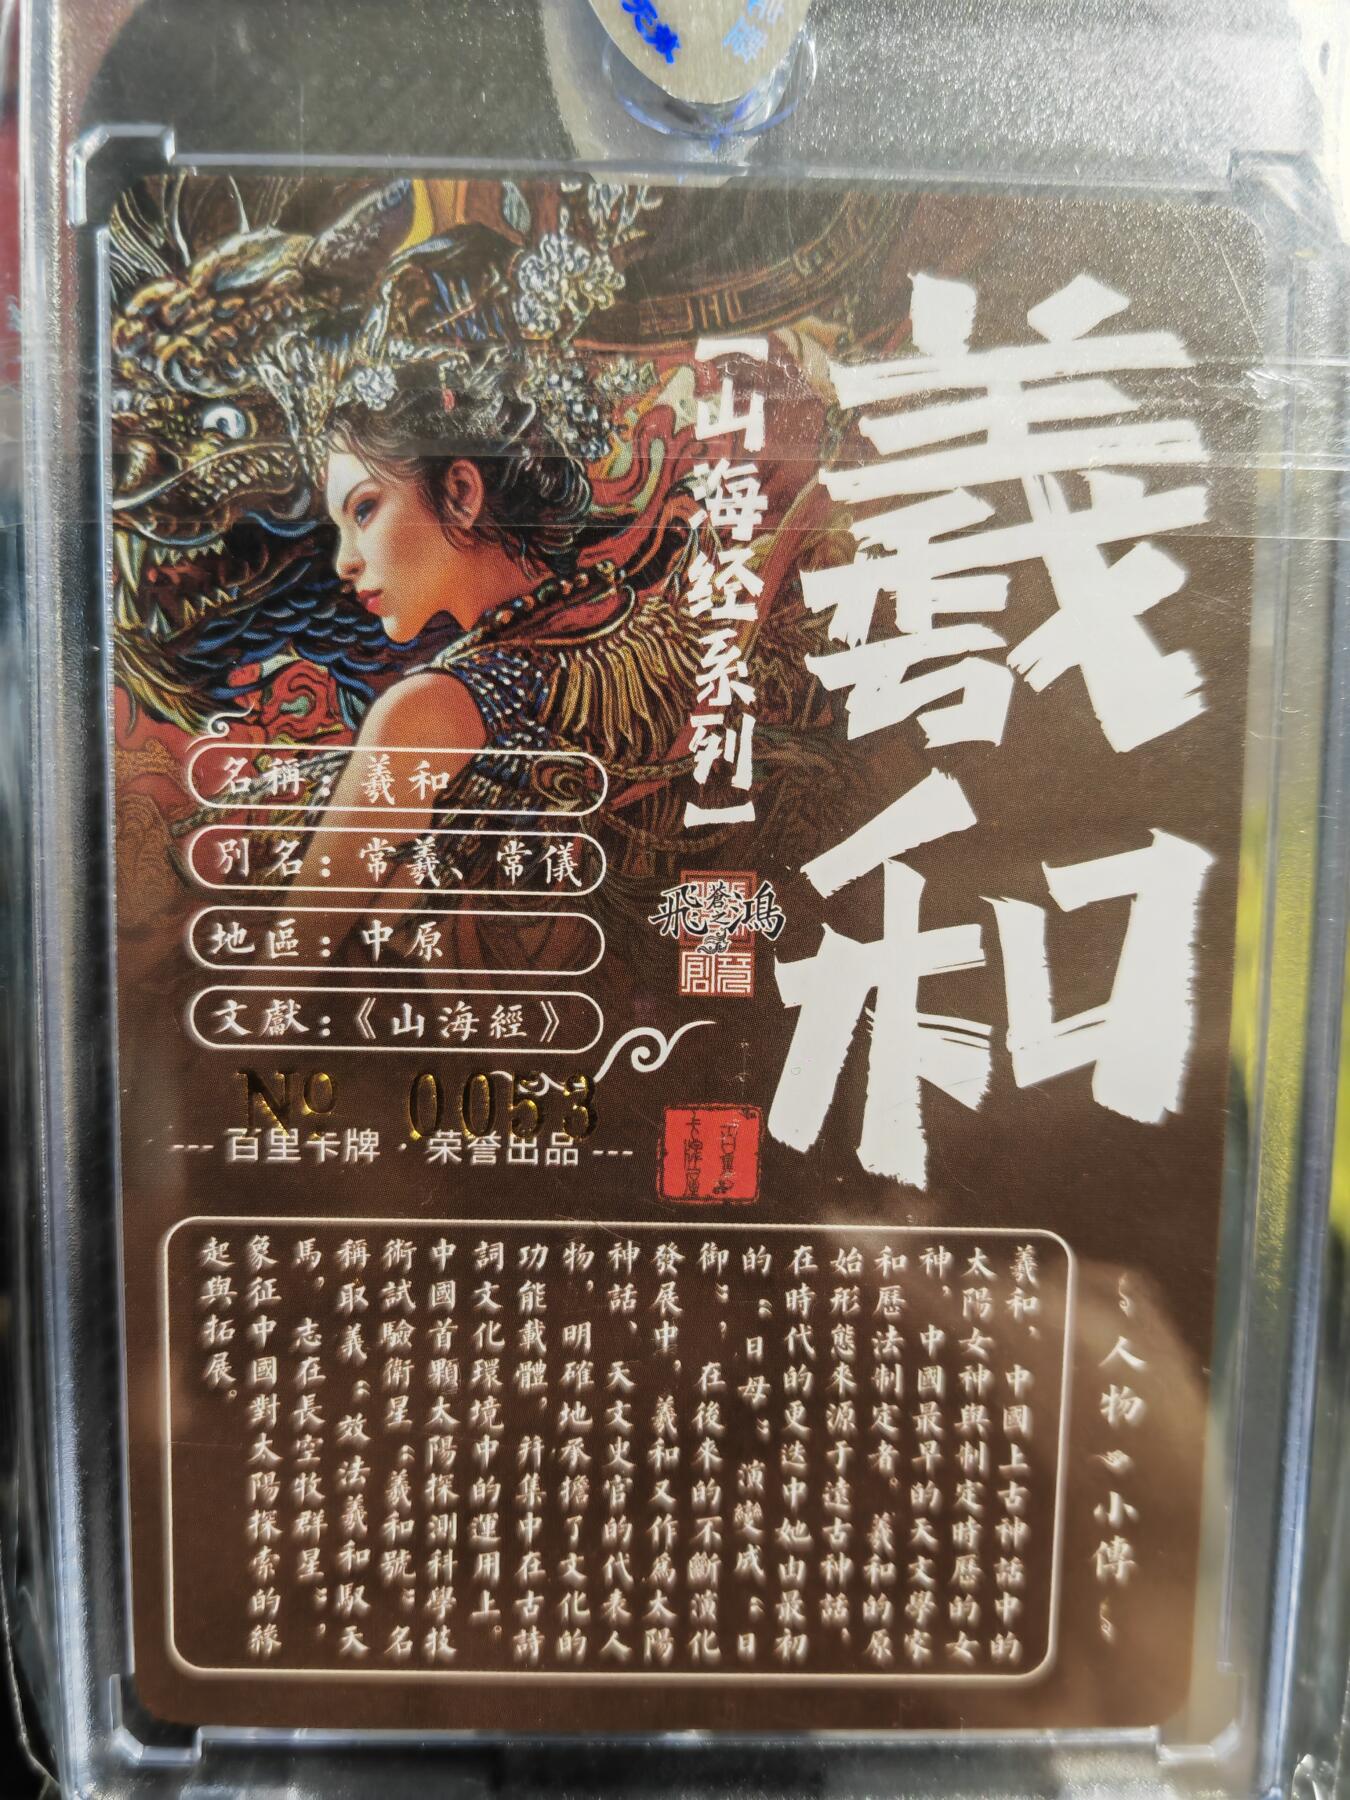 羲和
【山海经系列】
飛鴻
蒼之
名稱：羲和
別名：常羲、常儀
地區：中原
文獻：《山海經》
№ 0053
--- 百里卡牌 · 荣誉出品 ---
人物小傳
羲和，中國上古神話中的
太陽女神與制定時歷的女
神，中國最早的天文學家
和歷法制定者。羲和的原
始形態來源于遠古神話，
在時代的更迭中她由最初
的：日母；演變成：日
御；，在後來的不斷演化
發展中，羲和又作為太陽
神話、天文史官的代表人
物，明確地承擔了文化的
功能載體，并集中在古詩
詞文化環境中的運用上。
中國首顆太陽探測科學技
術試驗衛星：羲和號；名
稱取義：效法羲和馭天
馬，志在長空牧群星；，
象征中國對太陽探索的緣
起與拓展。